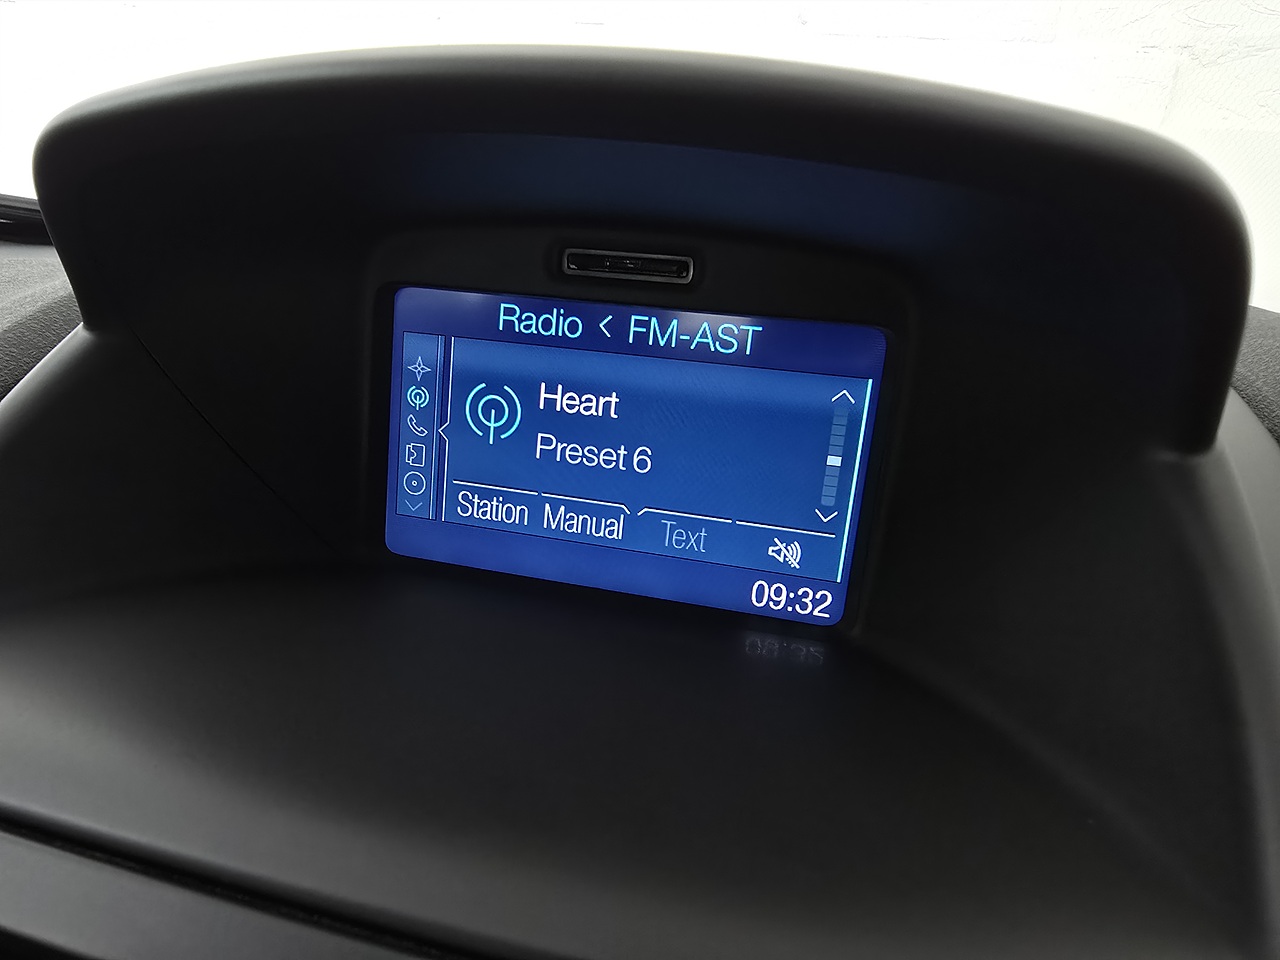 Radio < FM-AST
Heart
Preset 6
Station Manual Text
09:32